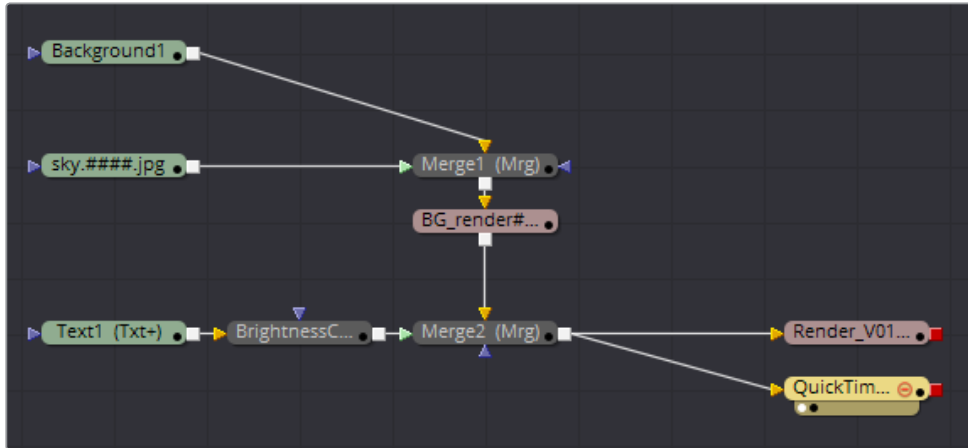 Background1
sky.####.jpg
Merge1 (Mrg)
BG_render#...
Text1 (Txt+)
BrightnessC...
Merge2 (Mrg)
Render_V01...
QuickTim...